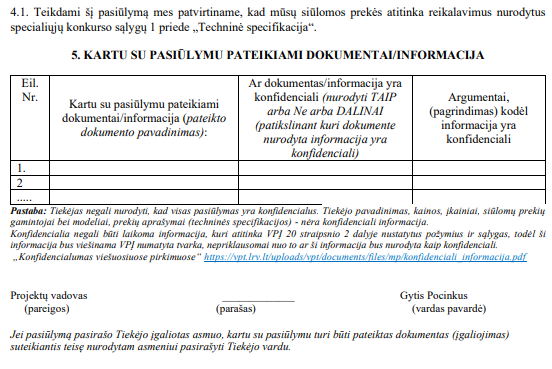 4.1. Teikdami šį pasiūlymą mes patvirtiname, kad mūsų siūlomos prekės atitinka reikalavimus nurodytus
specialiųjų konkurso sąlygų 1 priede „Techninė specifikacija“.
5. KARTU SU PASIŪLYMU PATEIKIAMI DOKUMENTAI/INFORMACIJA
Eil.
Nr.
Kartu su pasiūlymu pateikiami
dokumentai/informacija (pateikto
dokumento pavadinimas):
Ar dokumentas/informacija yra
konfidenciali (nurodyti TAIP
arba Ne arba DALINAI
(patikslinant kuri dokumente
nurodyta informacija yra
konfidenciali)
Argumentai,
(pagrindimas) kodėl
informacija yra
konfidenciali
1.
2
.....
Pastaba: Tiekėjas negali nurodyti, kad visas pasiūlymas yra konfidencialus. Tiekėjo pavadinimas, kainos, įkainiai, siūlomų prekių
gamintojai bei modeliai, prekių aprašymai (techninės specifikacijos) - nėra konfidenciali informacija.
Konfidencialia negali būti laikoma informacija, kuri atitinka VPĮ 20 straipsnio 2 dalyje nustatytus požymius ir sąlygas, todėl ši
informacija bus viešinama VPĮ numatyta tvarka, nepriklausomai nuo to ar ši informacija bus nurodyta kaip konfidenciali.
„Konfidencialumas viešuosiuose pirkimuose“ https://vpt.lrv.lt/uploads/vpt/documents/files/mp/konfidenciali_informacija.pdf
Projektų vadovas ______________ Gytis Pocinkus
(pareigos) (parašas) (vardas pavardė)
Jei pasiūlymą pasirašo Tiekėjo įgaliotas asmuo, kartu su pasiūlymu turi būti pateiktas dokumentas (įgaliojimas)
suteikiantis teisę nurodytam asmeniui pasirašyti Tiekėjo vardu.